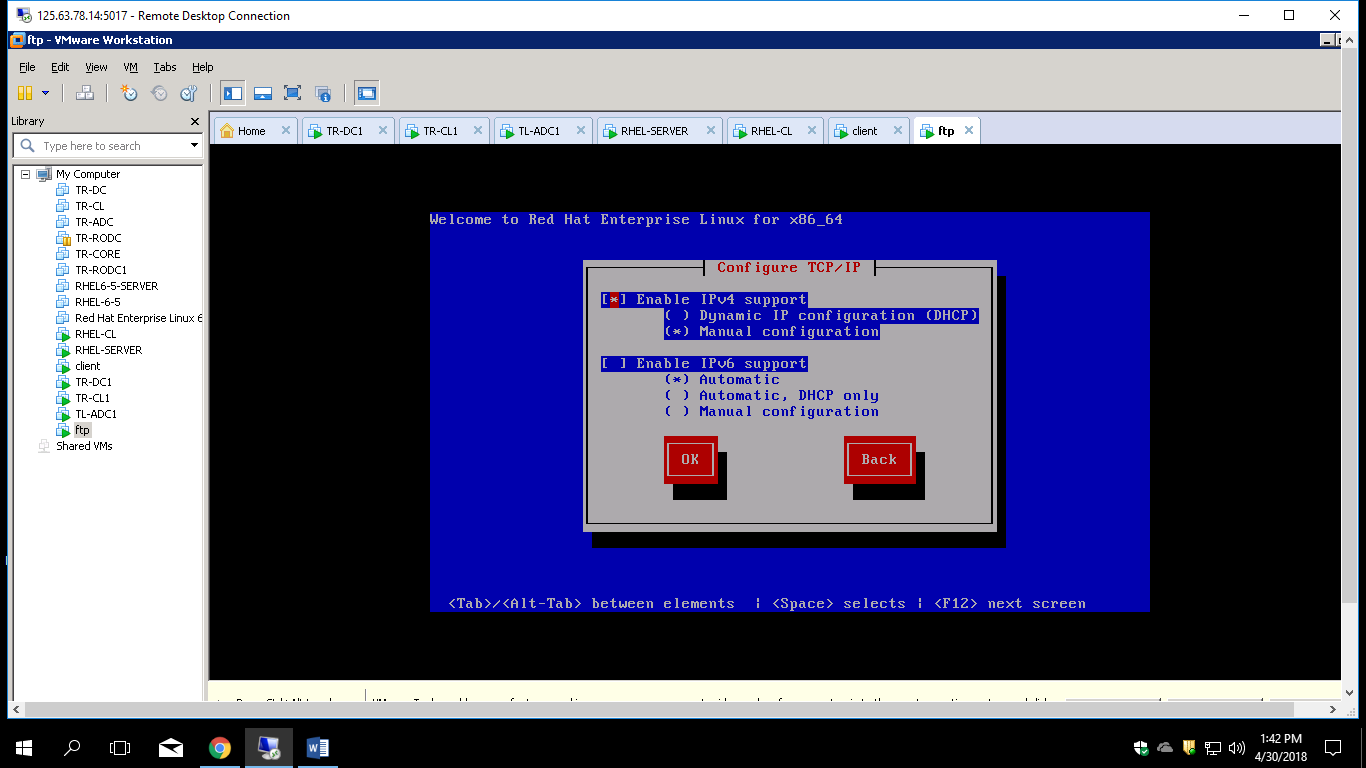 125.63.78.14:5017 - Remote Desktop Connection
ftp - VMware Workstation
File Edit View VM Tabs Help
Library
Type here to search
My Computer
TR-DC
TR-CL
TR-ADC
TR-RODC
TR-CORE
TR-RODC1
RHEL6-5-SERVER
RHEL-6-5
Red Hat Enterprise Linux 6
RHEL-CL
RHEL-SERVER
client
TR-DC1
TR-CL1
TL-ADC1
ftp
Shared VMs
Home TR-DC1 TR-CL1 TL-ADC1 RHEL-SERVER RHEL-CL client ftp
Welcome to Red Hat Enterprise Linux for x86_64
Configure TCP/IP
[*] Enable IPv4 support
( ) Dynamic IP configuration (DHCP)
(*) Manual configuration
[ ] Enable IPv6 support
(*) Automatic
( ) Automatic, DHCP only
( ) Manual configuration
OK Back
<Tab>/<Alt-Tab> between elements | <Space> selects | <F12> next screen
1:42 PM
4/30/2018